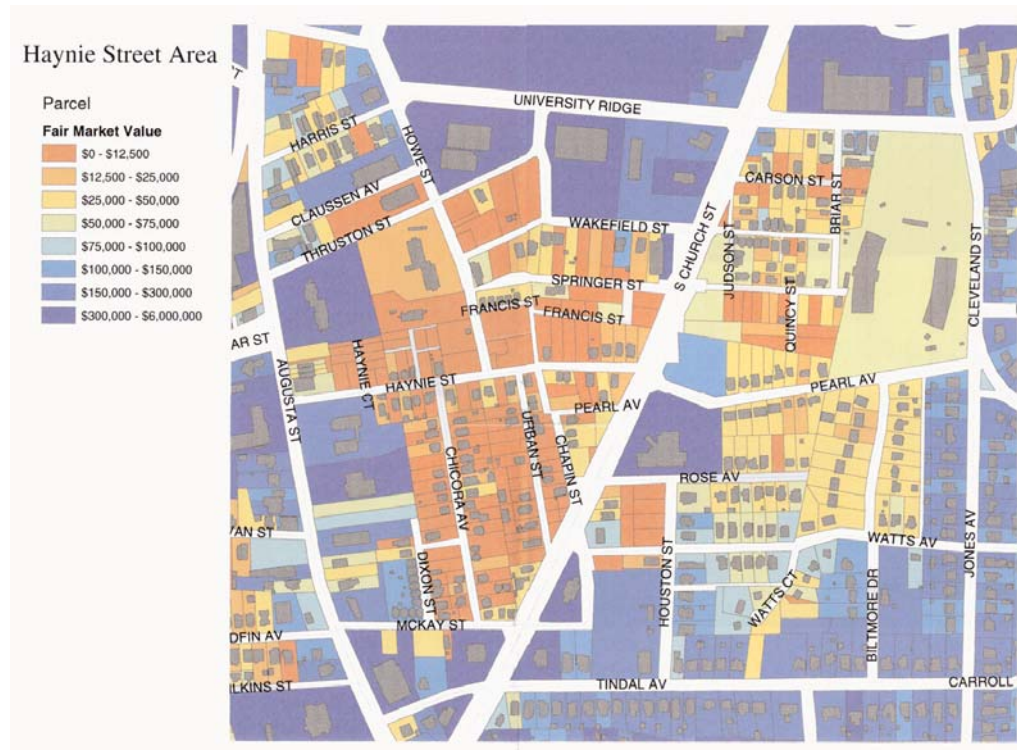 Haynie Street Area
Parcel
Fair Market Value
$0 - $12,500
$12,500 - $25,000
$25,000 - $50,000
$50,000 - $75,000
$75,000 - $100,000
$100,000 - $150,000
$150,000 - $300,000
$300,000 - $6,000,000
CT
UNIVERSITY RIDGE
HARRIS ST
HOWE ST
CLAUSSEN AV
THRUSTON ST
WAKEFIELD ST
S CHURCH ST
CARSON ST
BRIAR ST
JUDSON ST
CLEVELAND ST
SPRINGER ST
FRANCIS ST
FRANCIS ST
QUINCY ST
AR ST
AUGUSTA ST
HAYNIE CT
HAYNIE ST
PEARL AV
PEARL AV
URBAN ST
CHAPIN ST
CHICORA AV
ROSE AV
VAN ST
WATTS AV
DIXON ST
HOUSTON ST
WATTS CT
BILTMORE DR
JONES AV
MCKAY ST
DFIN AV
ILKINS ST
TINDAL AV
CARROLL